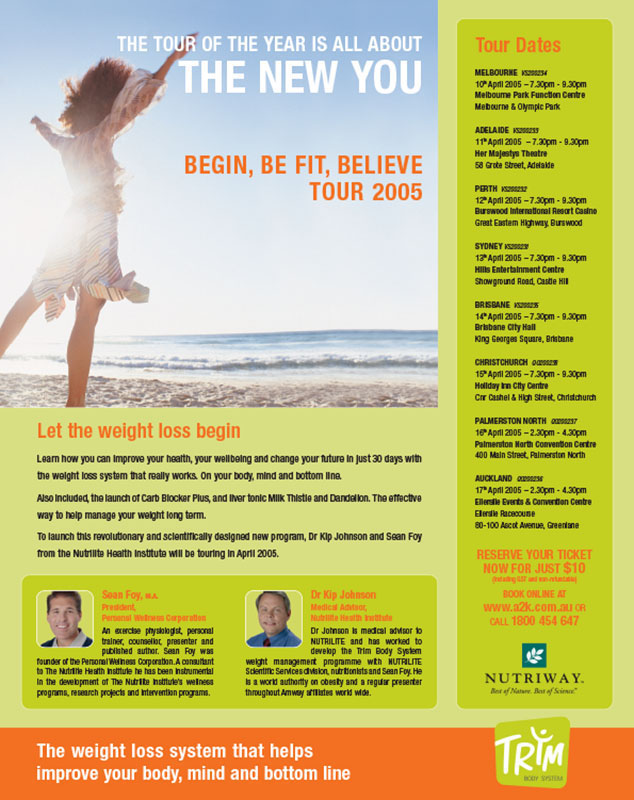 THE TOUR OF THE YEAR IS ALL ABOUT
THE NEW YOU
BEGIN, BE FIT, BELIEVE
TOUR 2005
Let the weight loss begin
Learn how you can improve your health, your wellbeing and change your future in just 30 days with
the weight loss system that really works. On your body, mind and bottom line.
Also included, the launch of Carb Blocker Plus, and liver tonic Milk Thistle and Dandelion. The effective
way to help manage your weight long term.
To launch this revolutionary and scientifically designed new program, Dr Kip Johnson and Sean Foy
from the Nutrilite Health Institute will be touring in April 2005.
Sean Foy, M.A.
President,
Personal Wellness Corporation
An exercise physiologist, personal
trainer, counsellor, presenter and
published author. Sean Foy was
founder of the Personal Wellness Corporation. A consultant
to The Nutrilite Health Institute he has been instrumental
in the development of The Nutrilite Institute's wellness
programs, research projects and intervention programs.
Dr Kip Johnson
Medical Advisor,
Nutrilite Health Institute
Dr Johnson is medical advisor to
NUTRILITE and has worked to
develop the Trim Body System
weight management programme with NUTRILITE
Scientific Services division, nutritionists and Sean Foy. He
is a world authority on obesity and a regular presenter
throughout Amway affiliates world wide.
Tour Dates
MELBOURNE VS200234
10th April 2005 – 7.30pm - 9.30pm
Melbourne Park Function Centre
Melbourne & Olympic Park
ADELAIDE VS200233
11th April 2005 – 7.30pm - 9.30pm
Her Majestys Theatre
58 Grote Street, Adelaide
PERTH VS200232
12th April 2005 – 7.30pm - 9.30pm
Burswood International Resort Casino
Great Eastern Highway, Burswood
SYDNEY VS200231
13th April 2005 – 7.30pm - 9.30pm
Hills Entertainment Centre
Showground Road, Castle Hill
BRISBANE VS200235
14th April 2005 – 7.30pm - 9.30pm
Brisbane City Hall
King Georges Square, Brisbane
CHRISTCHURCH
15th April 2005 – 7.30pm - 9.30pm
Holiday Inn City Centre
Cnr Cashel & High Street, Christchurch
PALMERSTON NORTH
16th April 2005 – 2.30pm - 4.30pm
Palmerston North Convention Centre
400 Main Street, Palmerston North
AUCKLAND
17th April 2005 – 2.30pm - 4.30pm
Ellerslie Events & Convention Centre
Ellerslie Racecourse
80-100 Ascot Avenue, Greenlane
RESERVE YOUR TICKET
NOW FOR JUST $10
(including GST and non-refundable)
BOOK ONLINE AT
www.a2k.com.au OR
CALL 1800 454 647
NUTRIWAY™
Best of Nature. Best of Science.™
The weight loss system that helps
improve your body, mind and bottom line
TRIM
BODY SYSTEM